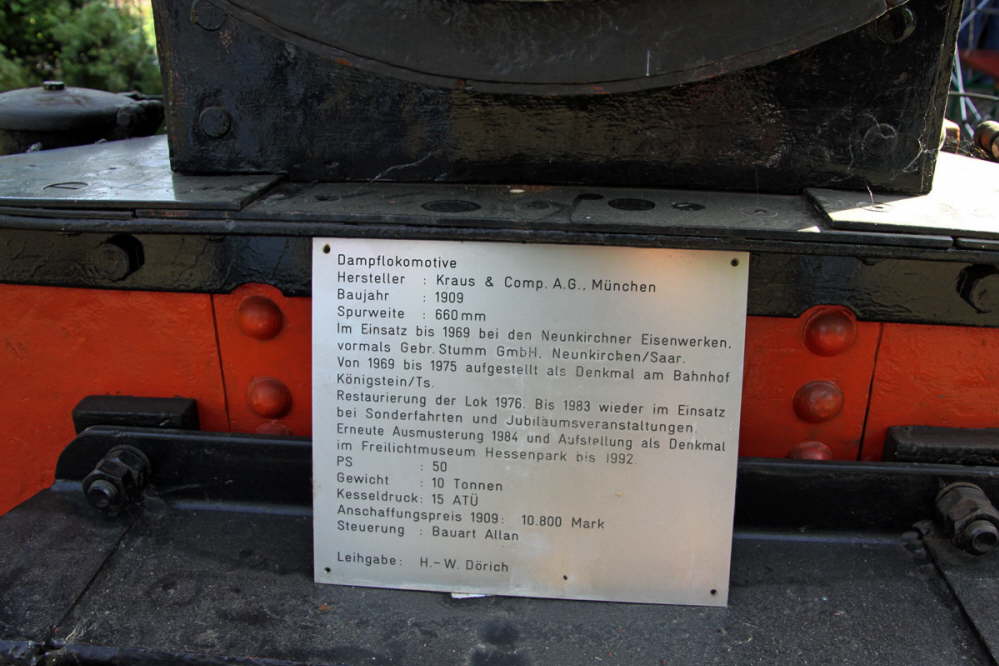 Dampflokomotive
Hersteller : Kraus & Comp. A.G., München
Baujahr : 1909
Spurweite : 660mm
Im Einsatz bis 1969 bei den Neunkirchner Eisenwerken,
vormals Gebr. Stumm GmbH, Neunkirchen/Saar.
Von 1969 bis 1975 aufgestellt als Denkmal am Bahnhof
Königstein/Ts.
Restaurierung der Lok 1976. Bis 1983 wieder im Einsatz
bei Sonderfahrten und Jubiläumsveranstaltungen.
Erneute Ausmusterung 1984 und Aufstellung als Denkmal
im Freilichtmuseum Hessenpark bis 1992.
PS : 50
Gewicht : 10 Tonnen
Kesseldruck: 15 ATÜ
Anschaffungspreis 1909: 10.800 Mark
Steuerung : Bauart Allan
Leihgabe: H.-W. Dörich